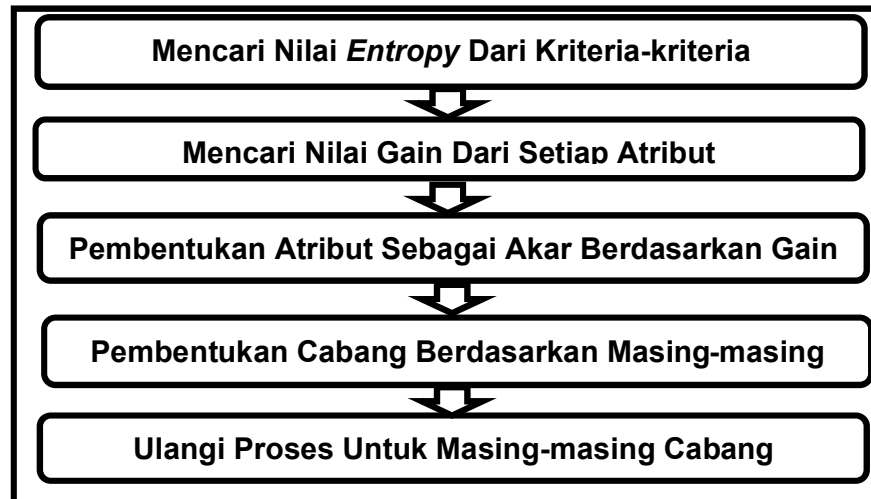 Mencari Nilai Entropy Dari Kriteria-kriteria
Mencari Nilai Gain Dari Setiap Atribut
Pembentukan Atribut Sebagai Akar Berdasarkan Gain
Pembentukan Cabang Berdasarkan Masing-masing
Ulangi Proses Untuk Masing-masing Cabang